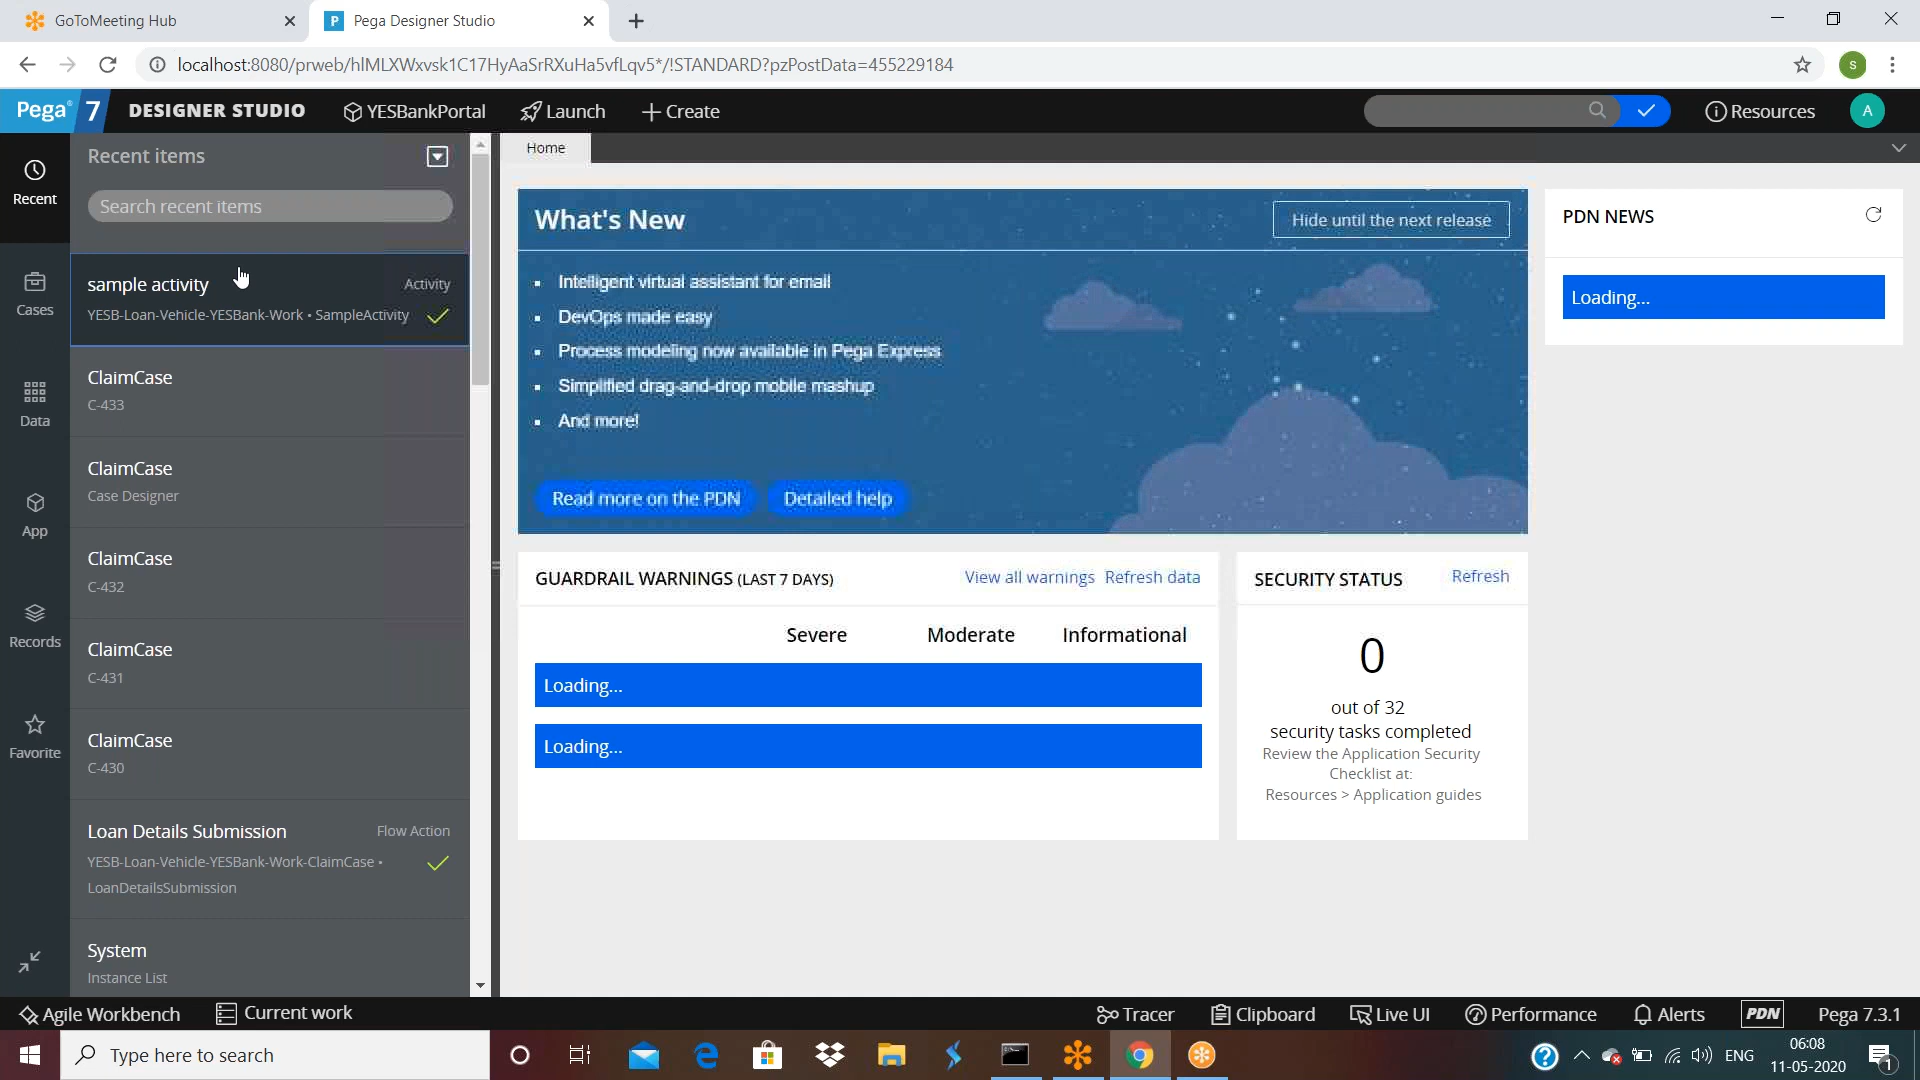 GoToMeeting Hub
Pega Designer Studio
localhost:8080/prweb/hIMLXWxvsk1C17HyAaSrRXuHa5vfLqv5*/!STANDARD?pzPostData=455229184
s
Pega 7 DESIGNER STUDIO YESBankPortal Launch Create Resources A
Recent items
Search recent items
Recent
Cases
Data
App
Records
Favorite
sample activity Activity
YESB-Loan-Vehicle-YESBank-Work • SampleActivity
ClaimCase
C-433
ClaimCase
Case Designer
ClaimCase
C-432
ClaimCase
C-431
ClaimCase
C-430
Loan Details Submission Flow Action
YESB-Loan-Vehicle-YESBank-Work-ClaimCase •
LoanDetailsSubmission
System
Instance List
Home
What's New Hide until the next release
Intelligent virtual assistant for email
DevOps made easy
Process modeling now available in Pega Express
Simplified drag-and-drop mobile mashup
And more!
Read more on the PDN Detailed help
PDN NEWS
Loading...
GUARDRAIL WARNINGS (LAST 7 DAYS) View all warnings Refresh data
Severe Moderate Informational
Loading...
Loading...
SECURITY STATUS Refresh
0
out of 32
security tasks completed
Review the Application Security
Checklist at:
Resources > Application guides
Agile Workbench Current work Tracer Clipboard Live UI Performance Alerts PDN Pega 7.3.1
Type here to search
ENG
06:08
11-05-2020
1